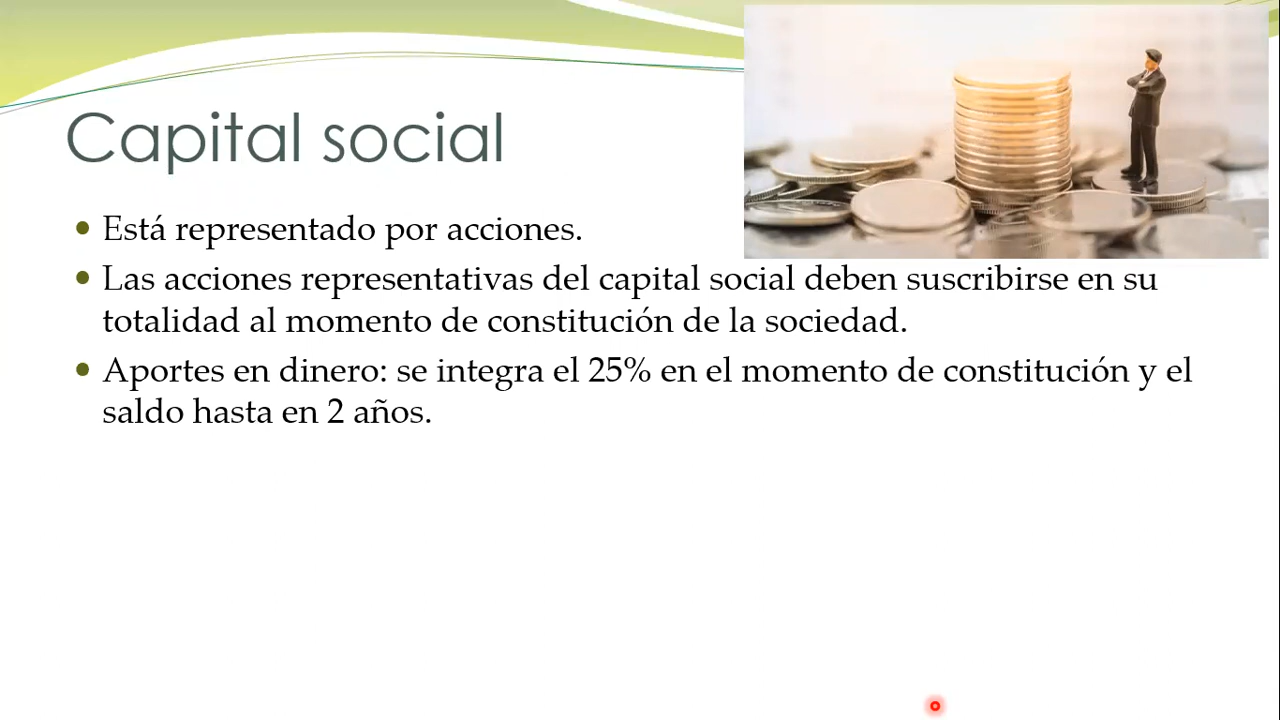 Capital social
• Está representado por acciones.
• Las acciones representativas del capital social deben suscribirse en su
totalidad al momento de constitución de la sociedad.
• Aportes en dinero: se integra el 25% en el momento de constitución y el
saldo hasta en 2 años.